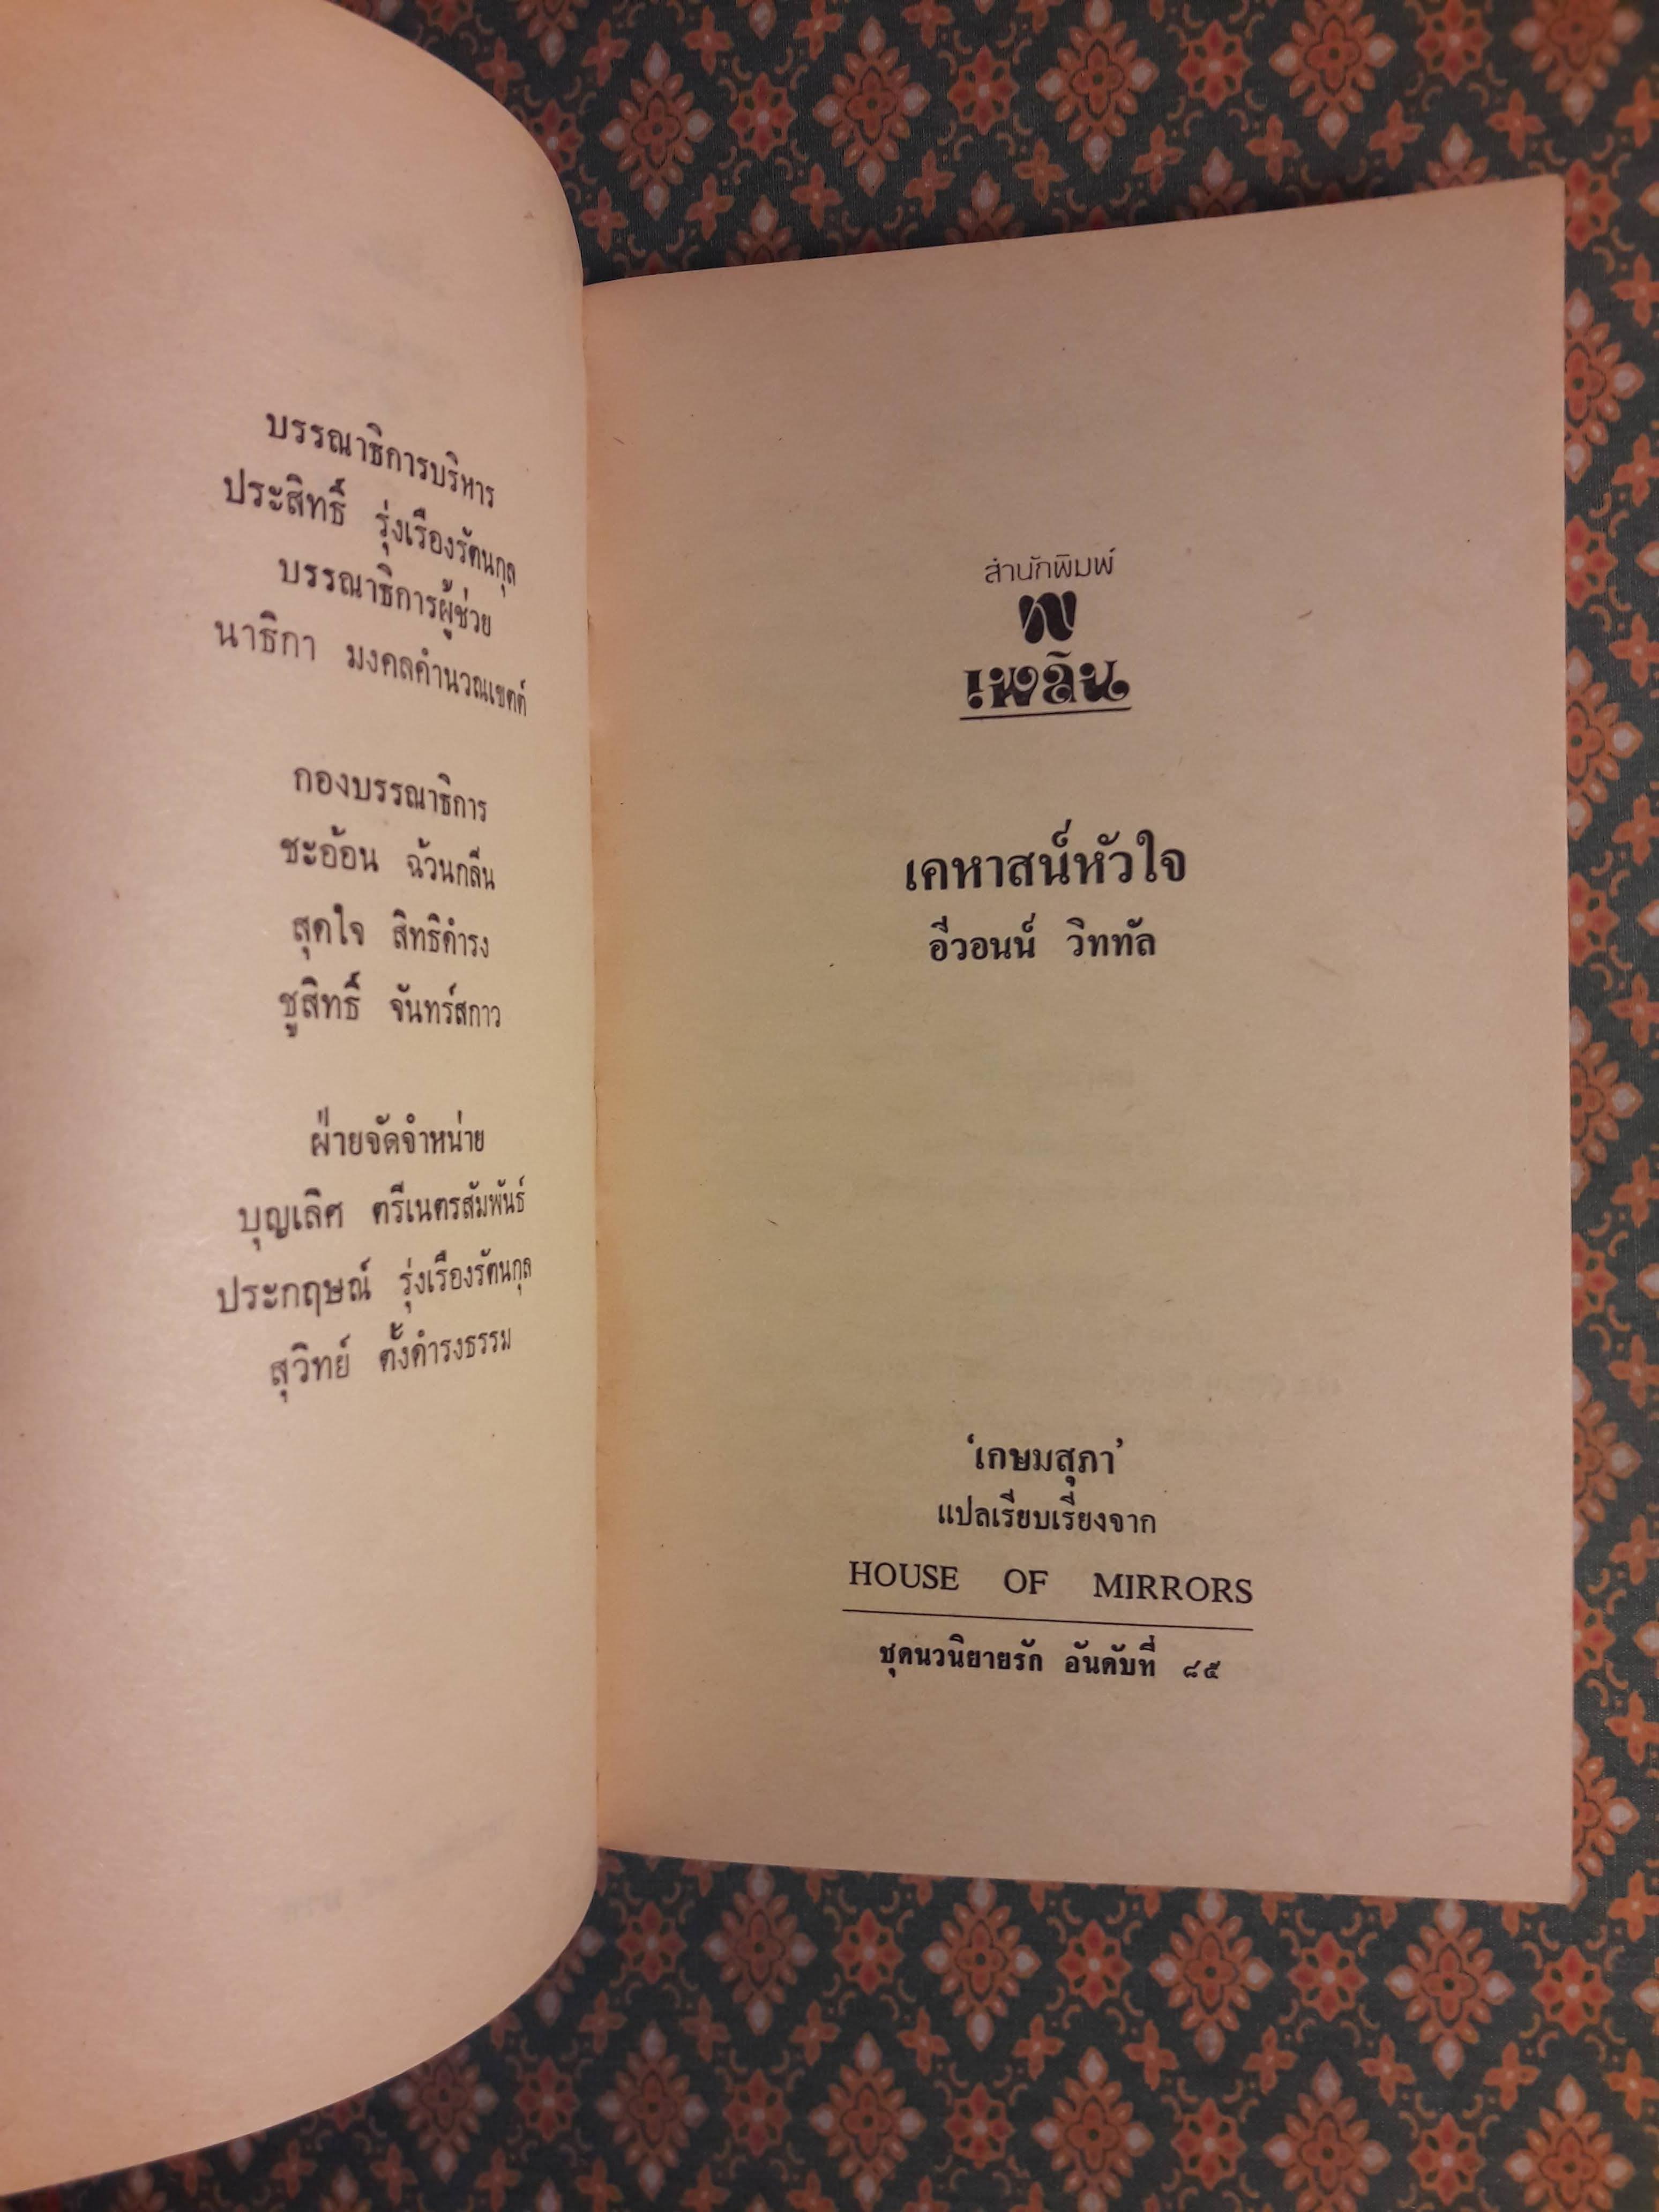 บรรณาธิการบริหาร
ประสิทธิ์ รุ่งเรืองรัตนกุล
บรรณาธิการผู้ช่วย
นาธิกา มงคลคำนวณเขตต์
กองบรรณาธิการ
ชะอ้อน ฉ้วนกลิ่น
สุดใจ สิทธิดำรง
ชูสิทธิ์ จันทร์สกาว
ฝ่ายจัดจำหน่าย
บุญเลิศ ตรีเนตรสัมพันธ์
ประกฤษณ์ รุ่งเรืองรัตนกุล
สุวิทย์ ตั้งดำรงธรรม
สำนักพิมพ์
เพลิน
เคหาสน์หัวใจ
อีวอนน์ วิททัล
'เกษมสุภา'
แปลเรียบเรียงจาก
HOUSE OF MIRRORS
ชุดนวนิยายรัก อันดับที่ ๘๕